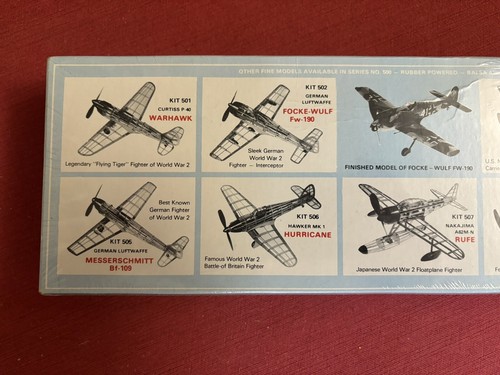 OTHER FINE MODELS AVAILABLE IN SERIES NO. 500 - RUBBER POWERED -
KIT 501
CURTIES P-40
WARHAWK
Legendary "Flying Tiger" Fighter of World War 2
KIT 502
GERMAN
LUFTWAFFE
FOCKE-WULF
Fw-190
Sleek German
World War 2
Fighter — Interceptor
FINISHED MODEL OF FOCKE - WULF FW-190
U.S.
Best Known
German Fighter
of World War 2
KIT 505
GERMAN LUFTWAFFE
MESSERSCHMITT
Bf-109
KIT 506
HAWKER MK 1
HURRICANE
Famous World War 2
Battle-of Britain Fighter
KIT 507
NAKAJIMA
A6M2-N
RUFE
Japanese World War 2 Floatplane Fighter